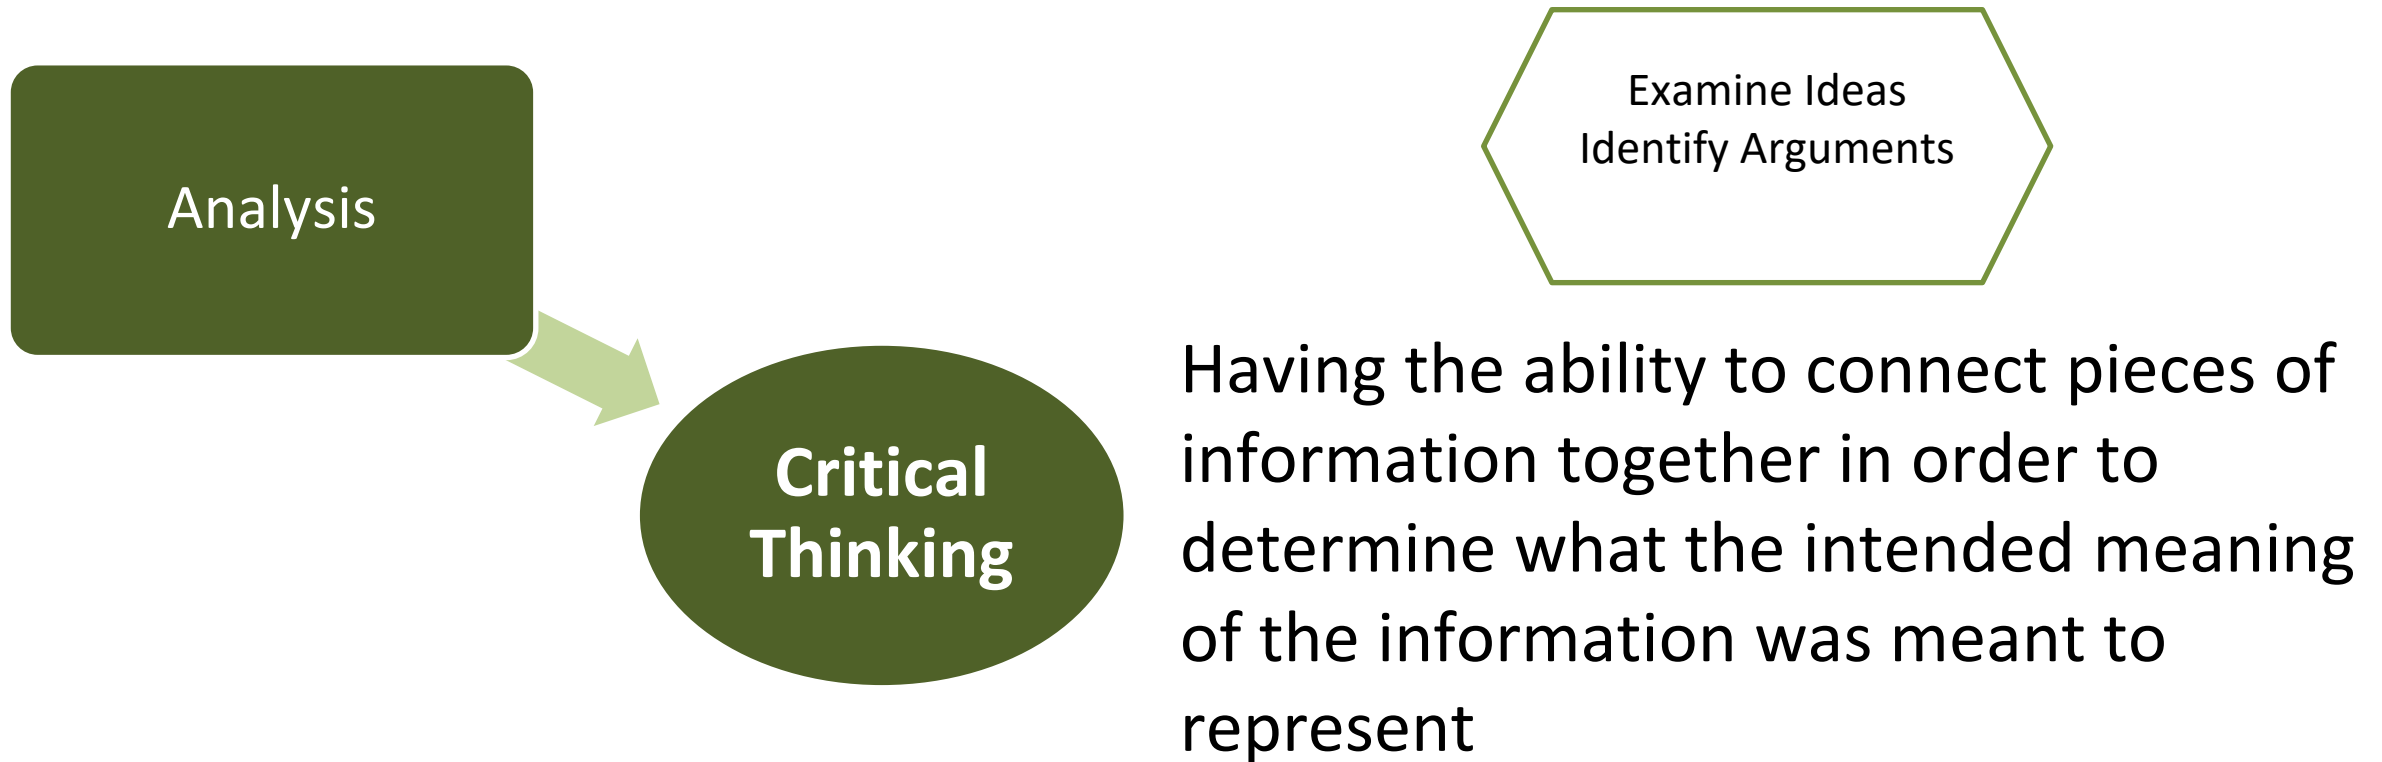 Analysis
Critical
Thinking
Examine Ideas
Identify Arguments
Having the ability to connect pieces of
information together in order to
determine what the intended meaning
of the information was meant to
represent